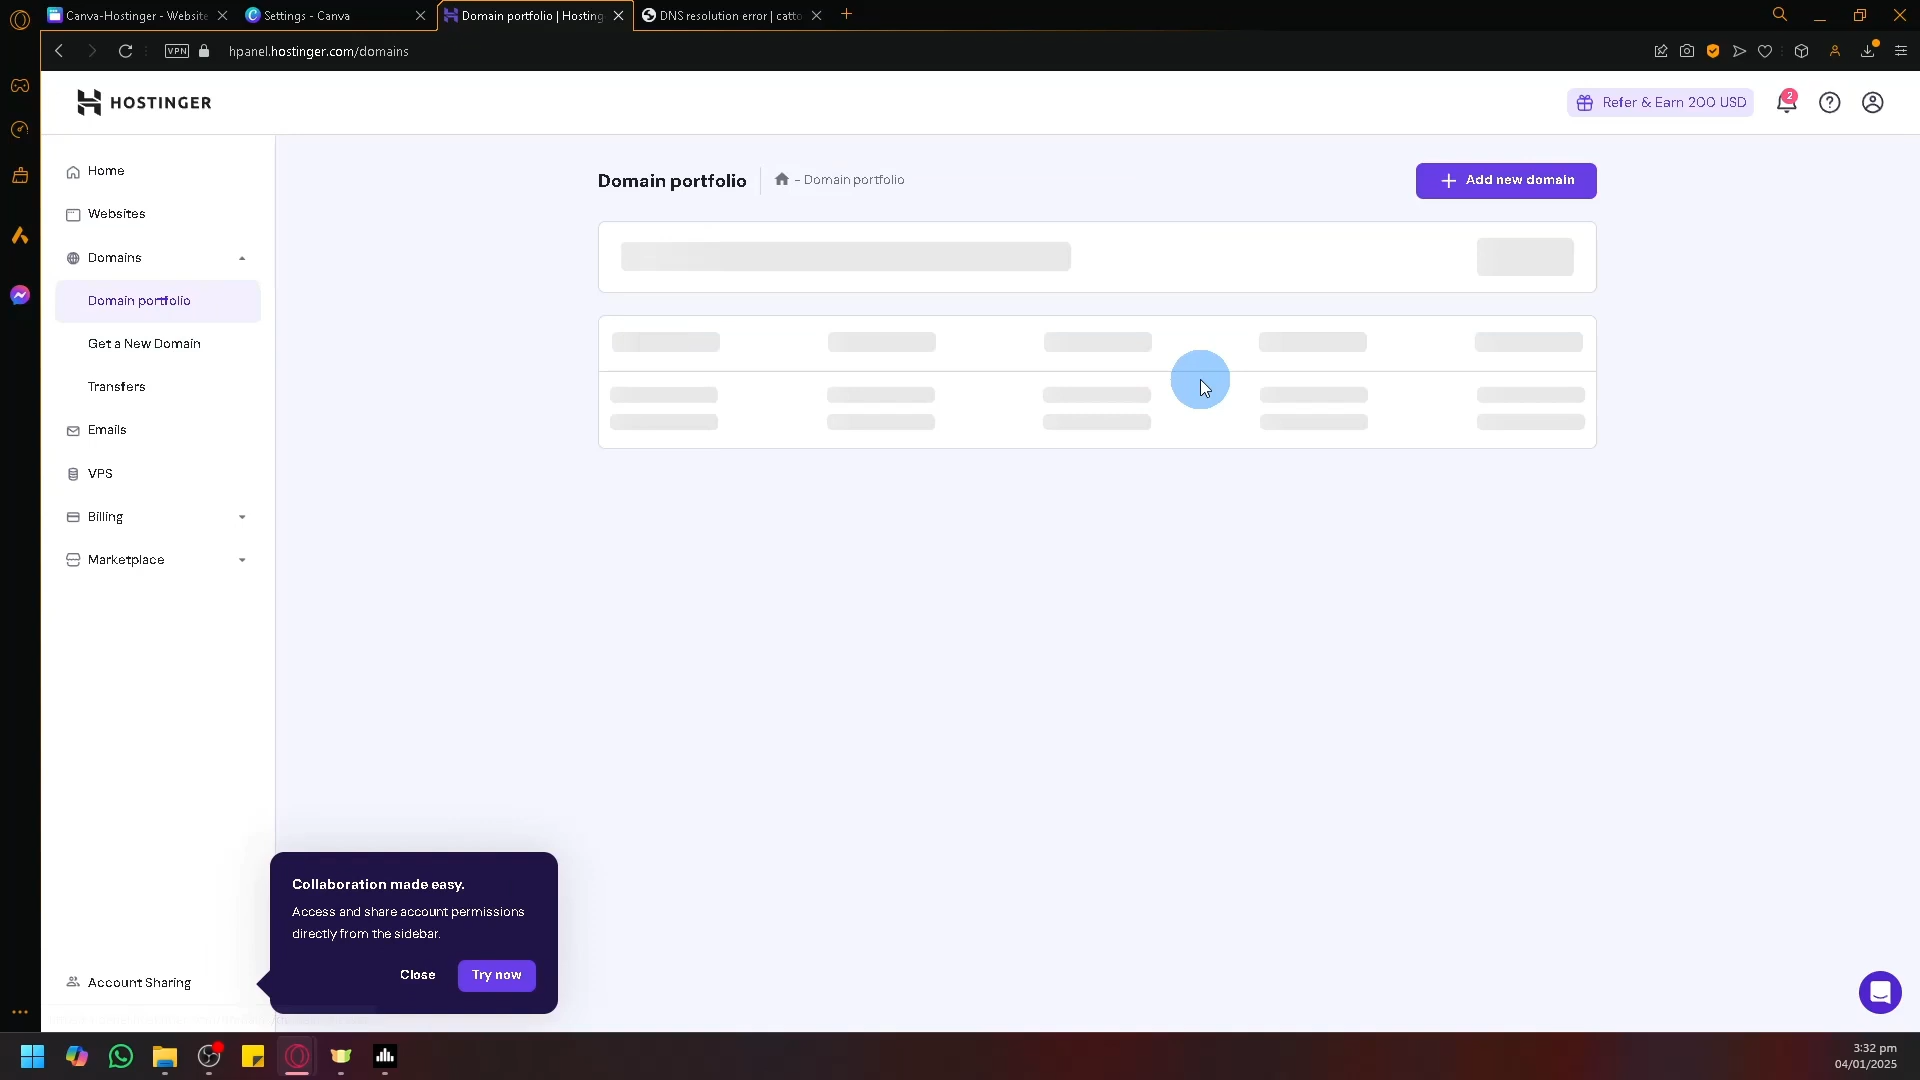 Canva-Hostinger - Website
Settings - Canva
Domain portfolio | Hosting
DNS resolution error | catto
VPN
hpanel.hostinger.com/domains
HOSTINGER
Refer & Earn 200 USD
2
Home
Websites
Domains
Domain portfolio
Get a New Domain
Transfers
Emails
VPS
Billing
Marketplace
Account Sharing
Domain portfolio
- Domain portfolio
Add new domain
Collaboration made easy.
Access and share account permissions
directly from the sidebar.
Close
Try now
3:32 pm
04/01/2025